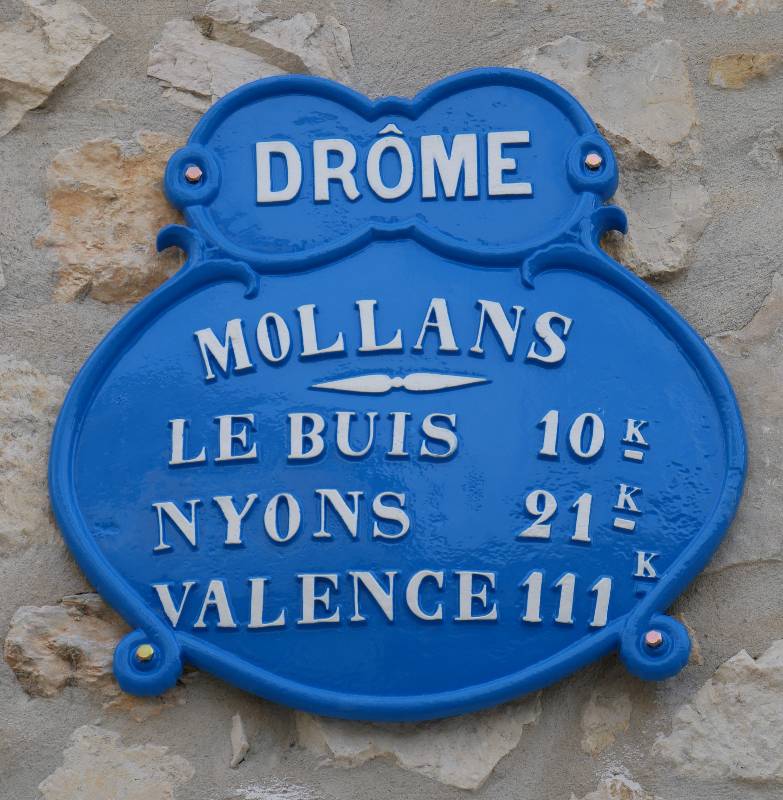 DRÔME
MOLLANS
LE BUIS 10 K
NYONS 21 K
VALENCE 111 K